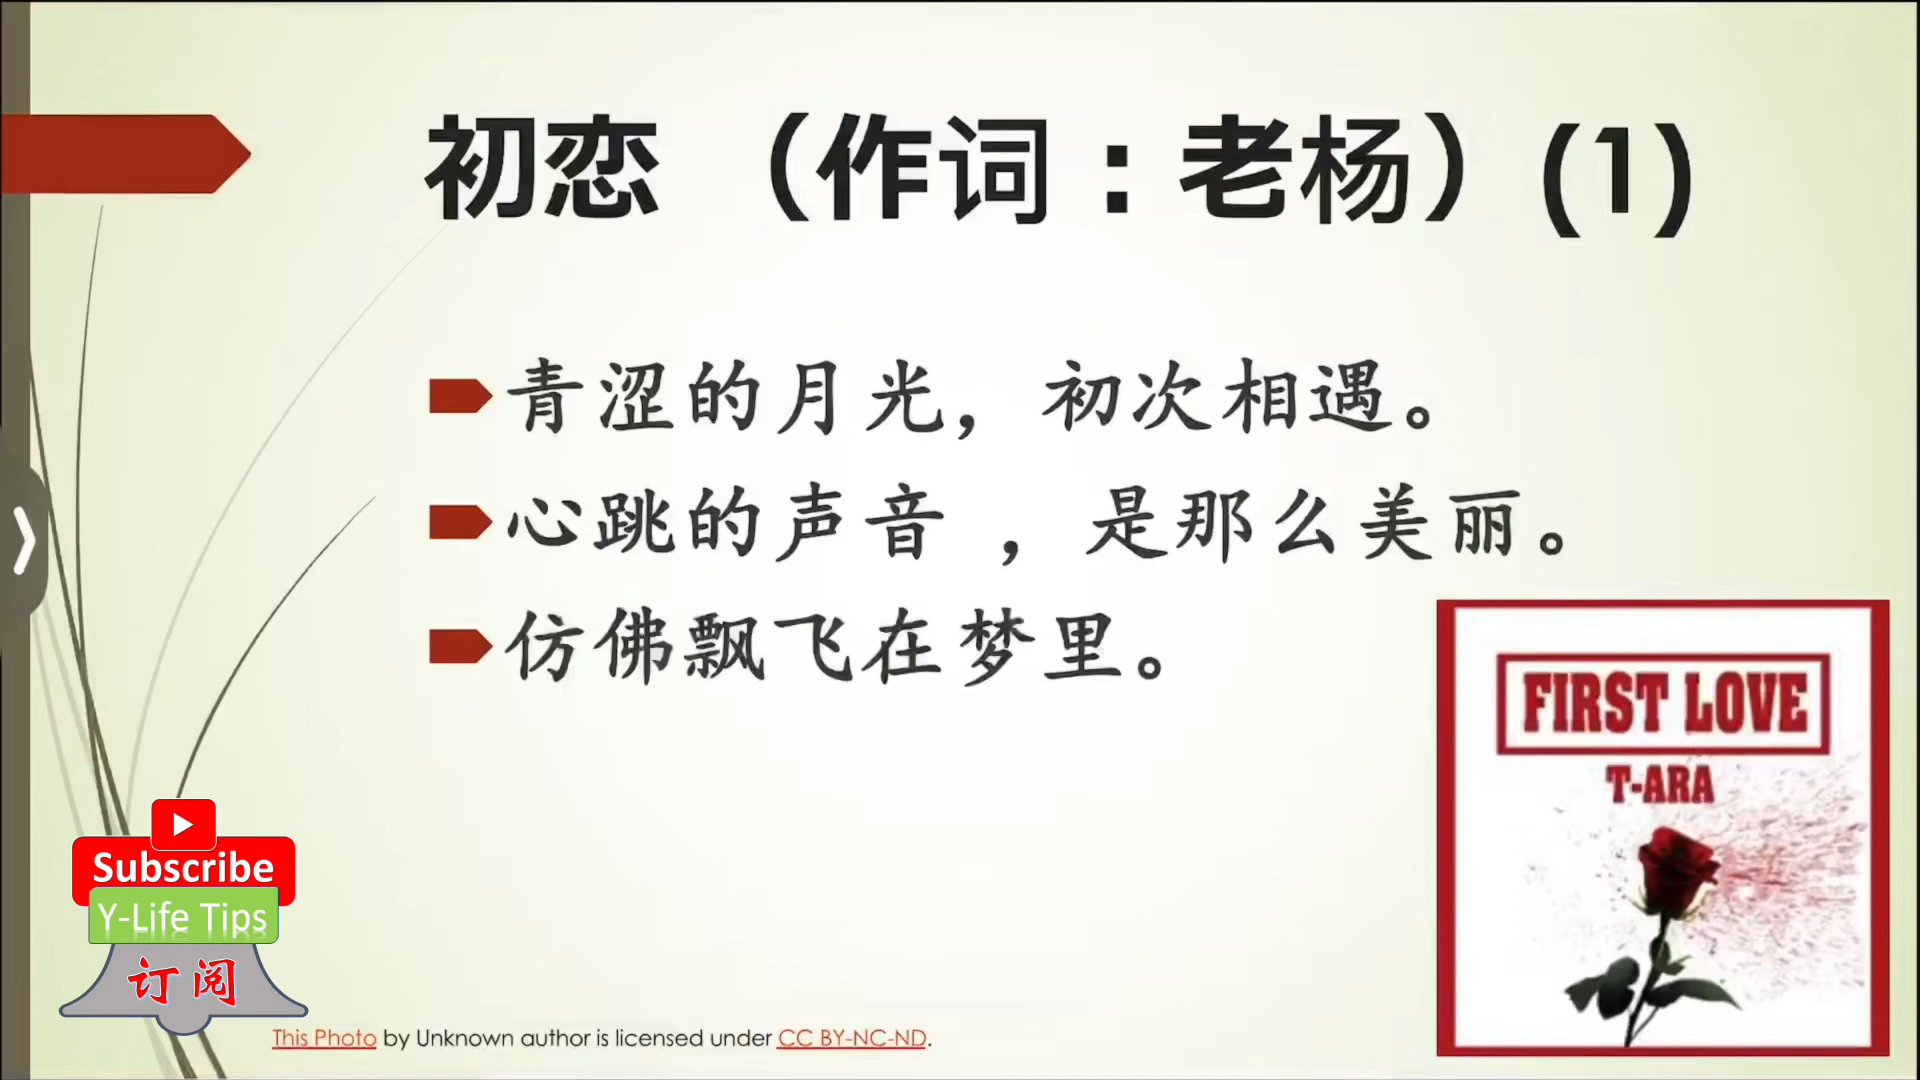 初恋 （作词：老杨）(1)
青涩的月光，初次相遇。
心跳的声音 ，是那么美丽。
仿佛飘飞在梦里。
FIRST LOVE
T-ARA
Subscribe
Y-Life Tips
订阅
This Photo by Unknown author is licensed under CC BY-NC-ND.